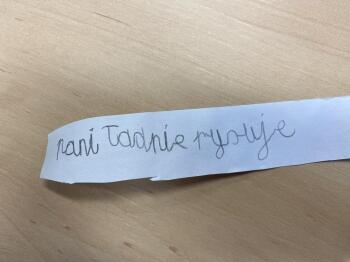 pani ładnie rysuje